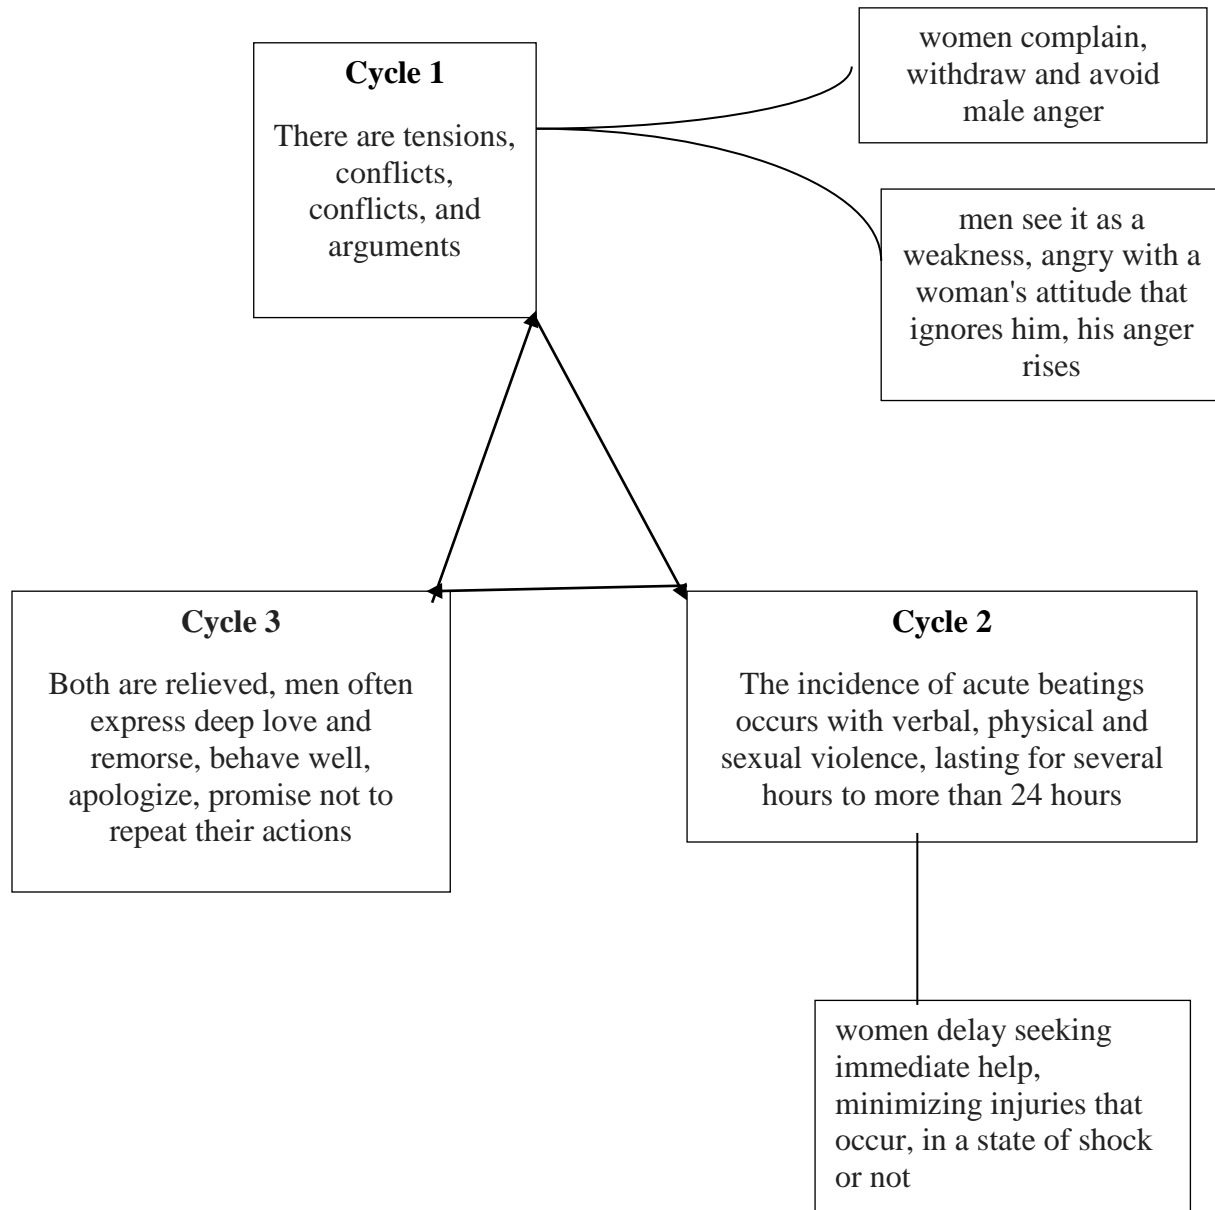 Cycle 1
There are tensions,
conflicts,
conflicts, and
arguments
women complain,
withdraw and avoid
male anger
men see it as a
weakness, angry with a
woman's attitude that
ignores him, his anger
rises
Cycle 3
Both are relieved, men often
express deep love and
remorse, behave well,
apologize, promise not to
repeat their actions
Cycle 2
The incidence of acute beatings
occurs with verbal, physical and
sexual violence, lasting for several
hours to more than 24 hours
women delay seeking
immediate help,
minimizing injuries that
occur, in a state of shock
or not